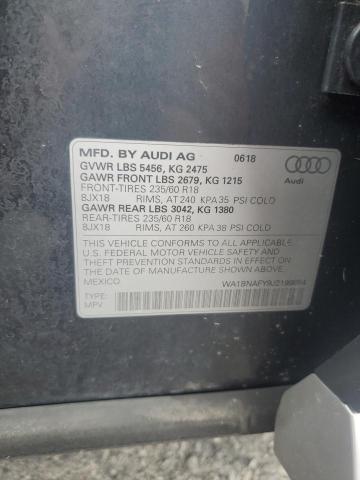 MFD. BY AUDI AG 0618
GVWR LBS 5456, KG 2475
GAWR FRONT LBS 2679, KG 1215
FRONT-TIRES 235/60 R18
8JX18 RIMS, AT 240 KPA 35 PSI COLD
GAWR REAR LBS 3042, KG 1380
REAR-TIRES 235/60 R18
8JX18 RIMS, AT 260 KPA 38 PSI COLD
Audi
THIS VEHICLE CONFORMS TO ALL APPLICABLE
U.S. FEDERAL MOTOR VEHICLE SAFETY
STANDARDS IN EFFECT ON THE DATE OF
MANUFACTURE SHOWN ABOVE.
MEXICO
TYPE:
MPV